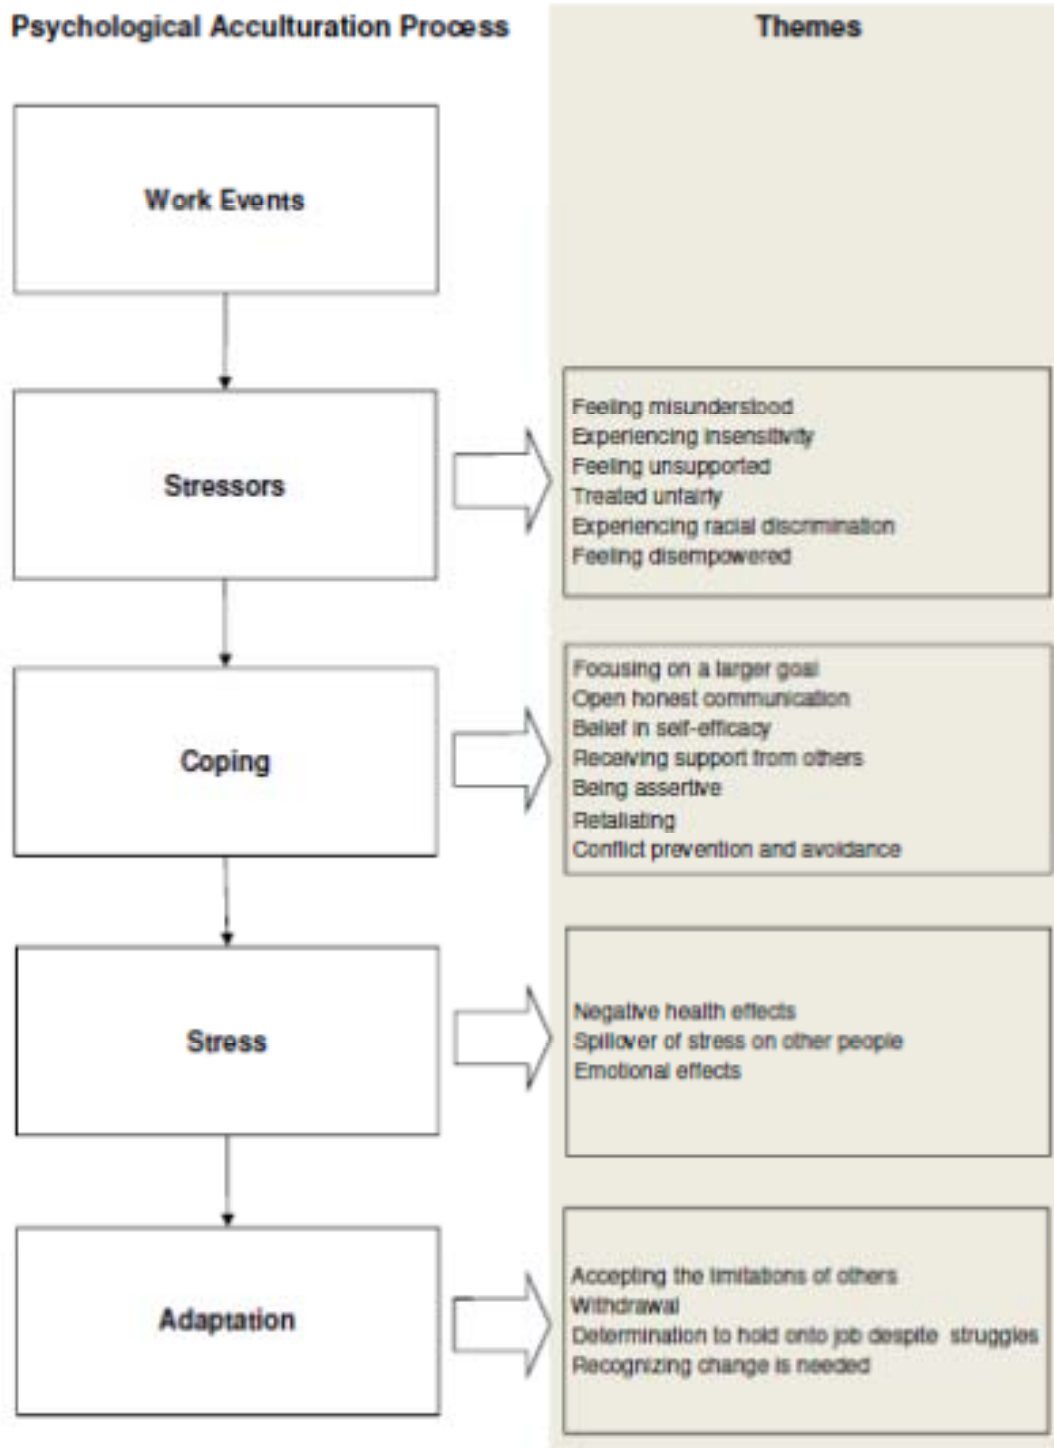 Psychological Acculturation Process
Themes
Work Events
Stressors
Feeling misunderstood
Experiencing insensitivity
Feeling unsupported
Treated unfairly
Experiencing racial discrimination
Feeling disempowered
Coping
Focusing on a larger goal
Open honest communication
Belief in self-efficacy
Receiving support from others
Being assertive
Retaliating
Conflict prevention and avoidance
Stress
Negative health effects
Spillover of stress on other people
Emotional effects
Adaptation
Accepting the limitations of others
Withdrawal
Determination to hold onto job despite struggles
Recognizing change is needed